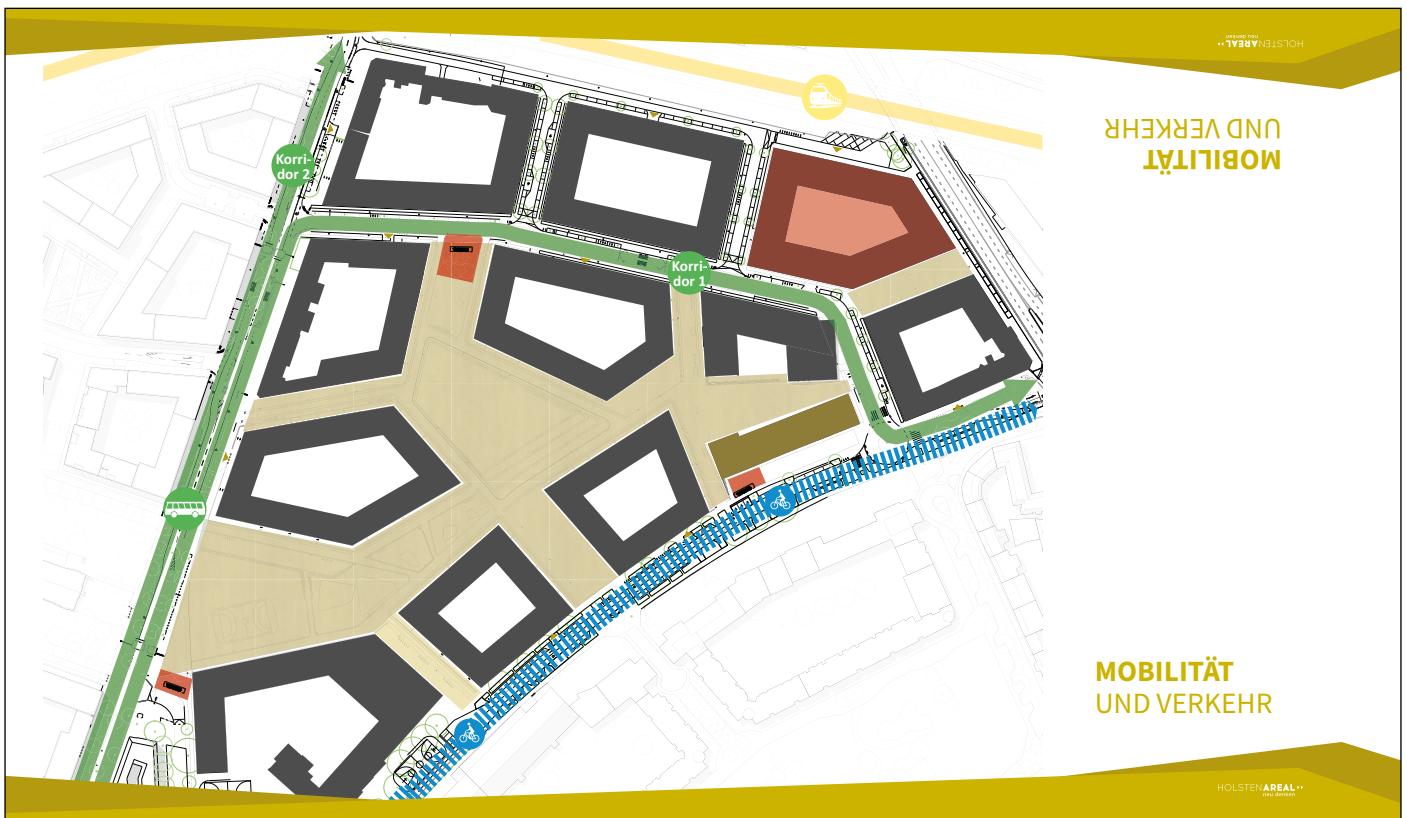 HOLSTENAREAL
neu denken
MOBILITÄT
UND VERKEHR
Korri-
dor 2
Korri-
dor 1
MOBILITÄT
UND VERKEHR
HOLSTENAREAL
neu denken